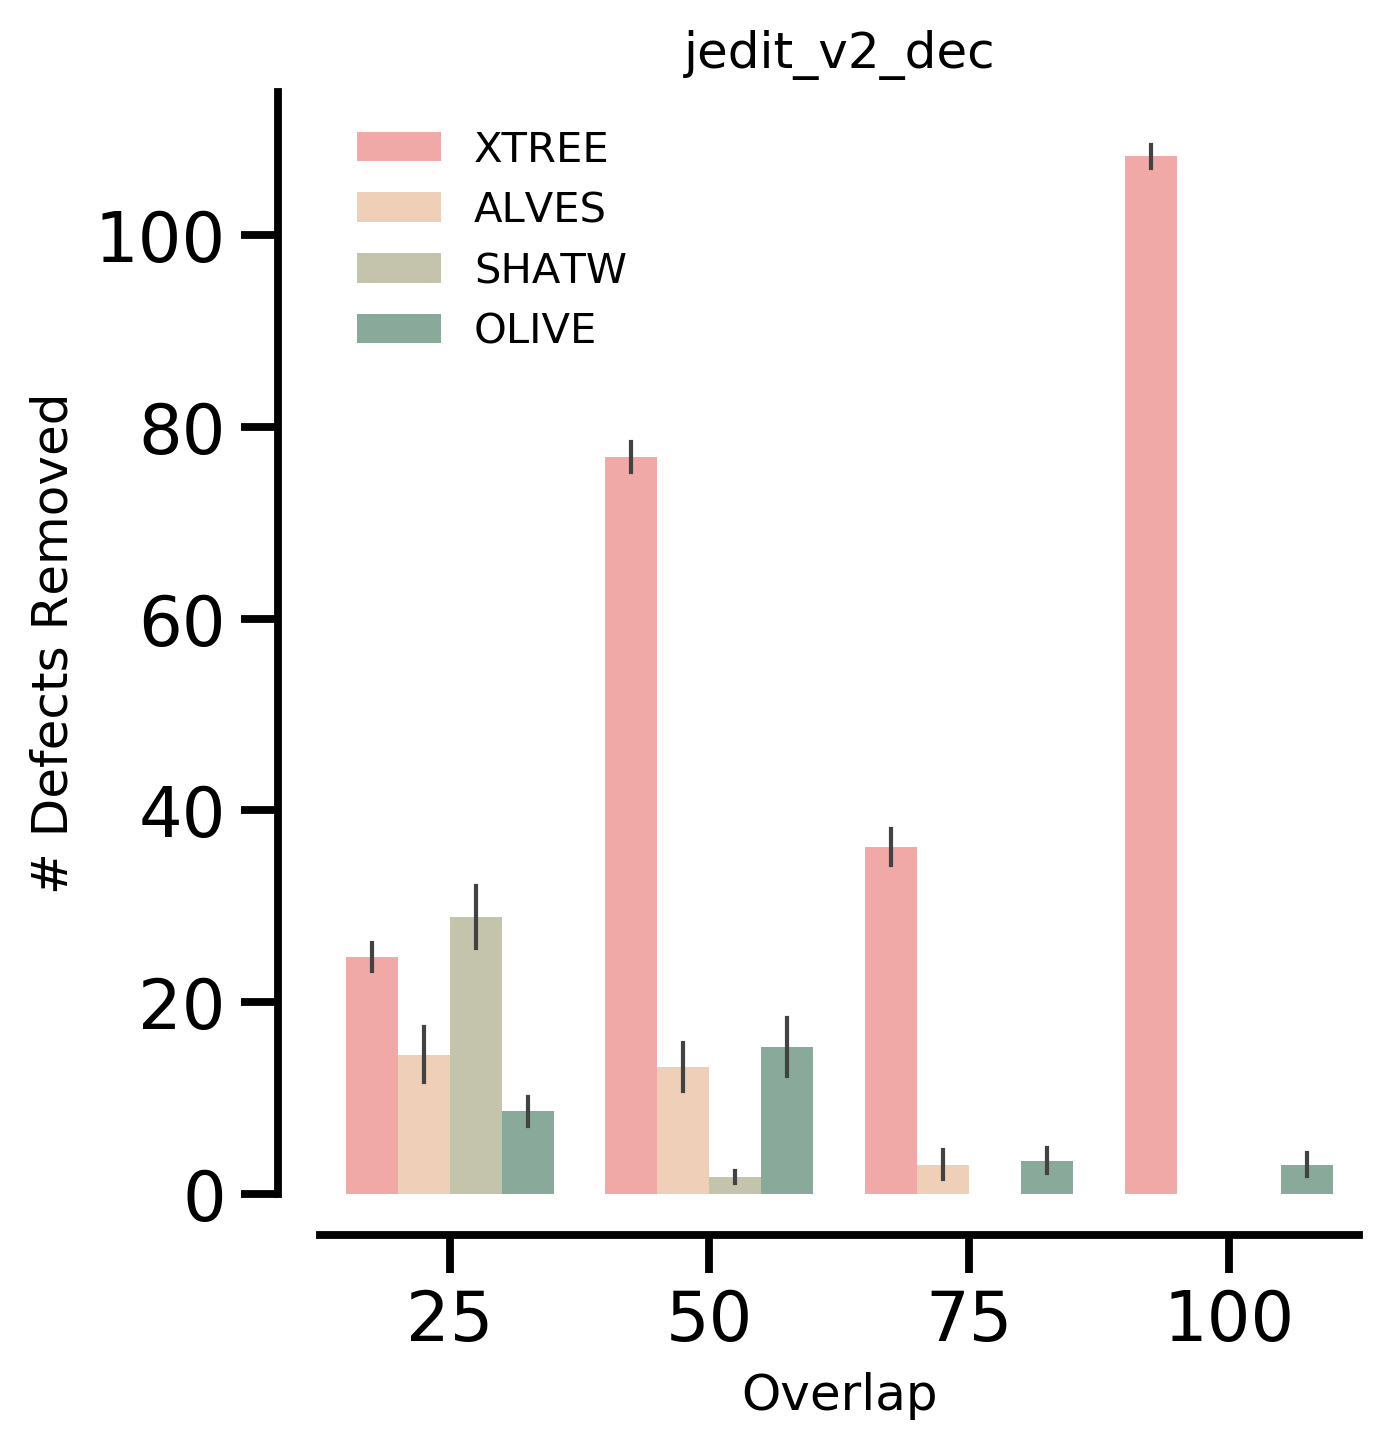 jedit_v2_dec
XTREE
ALVES
SHATW
OLIVE
# Defects Removed
100
80
60
40
20
0
25 50 75 100
Overlap